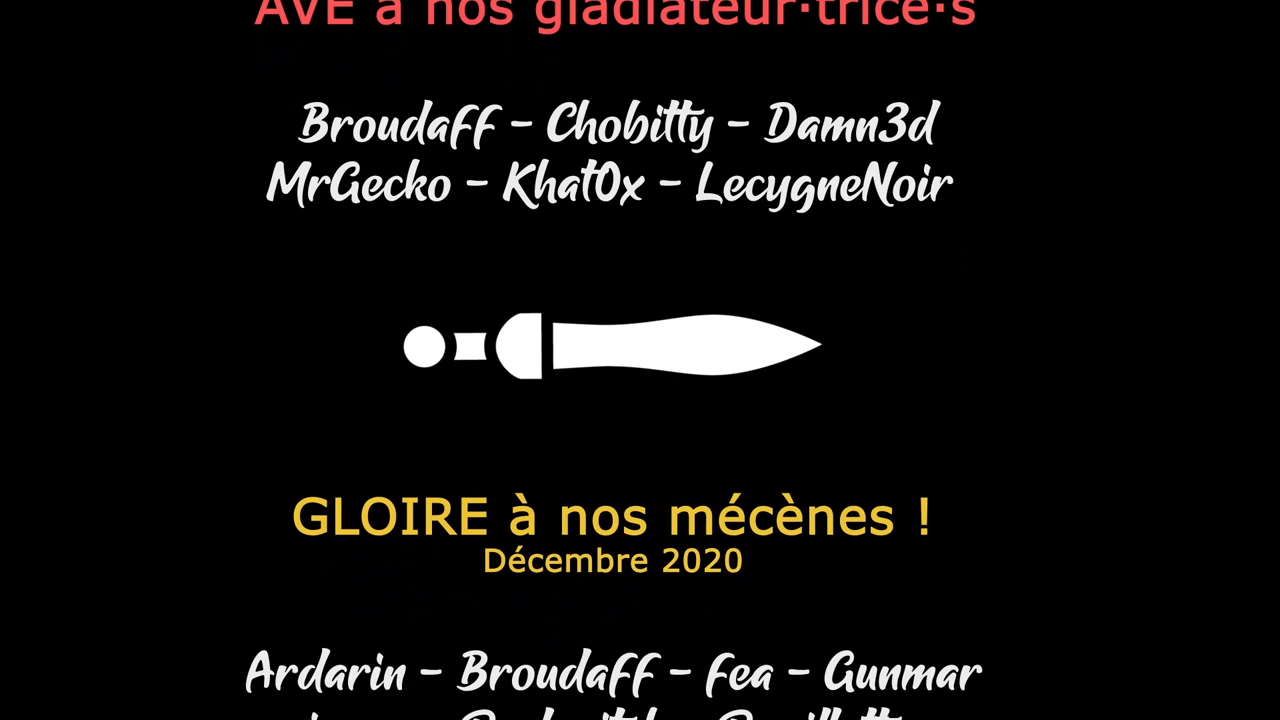 AVE à nos gladiateur·trice·s
Broudaff - Chobitty - Damn3d
MrGecko - Khat0x - LecygneNoir
GLOIRE à nos mécènes !
Décembre 2020
Ardarin - Broudaff - Fea - Gunmar